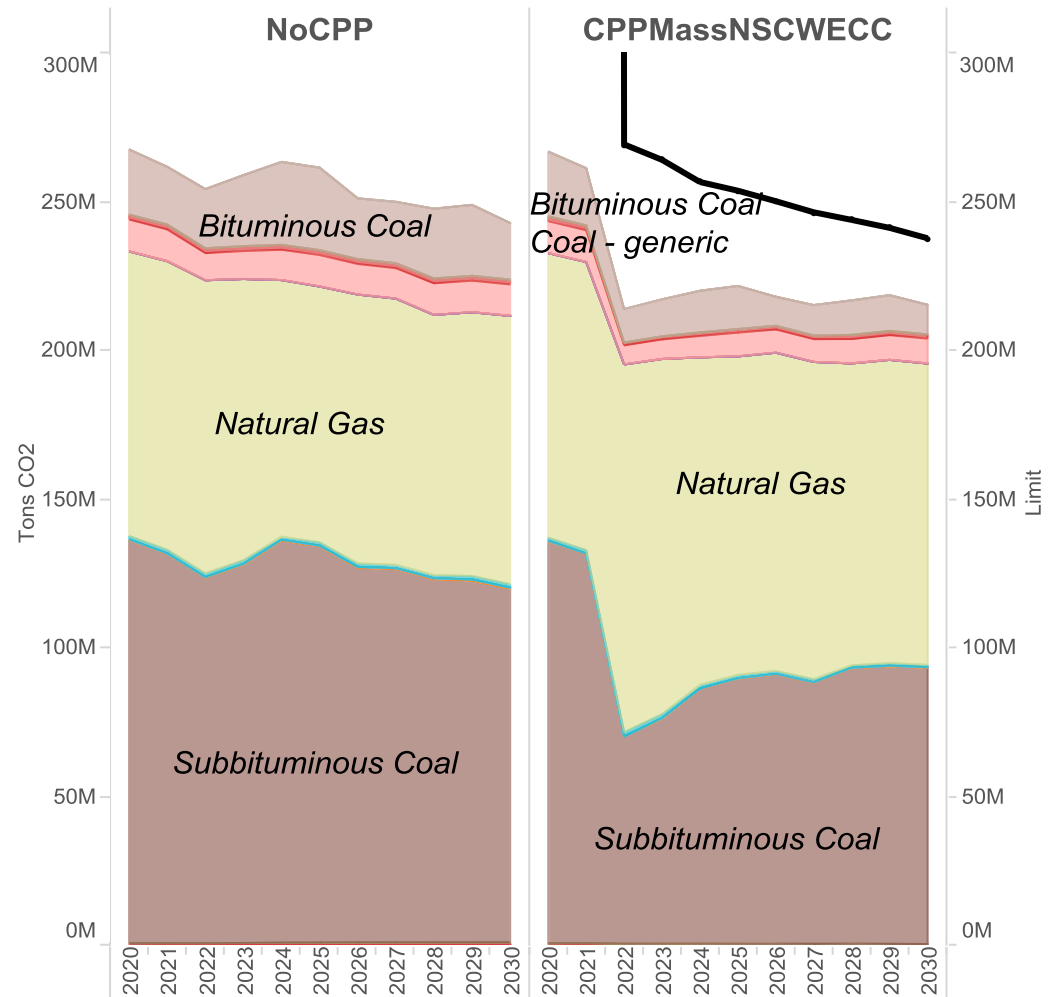 NoCPP
CPPMassNSCWECC
300M
250M
200M
150M
100M
50M
0M
Tons CO2
Bituminous Coal
Natural Gas
Subbituminous Coal
2020
2021
2022
2023
2024
2025
2026
2027
2028
2029
2030
Bituminous Coal
Coal - generic
Natural Gas
Subbituminous Coal
2020
2021
2022
2023
2024
2025
2026
2027
2028
2029
2030
300M
250M
200M
150M
100M
50M
0M
Limit